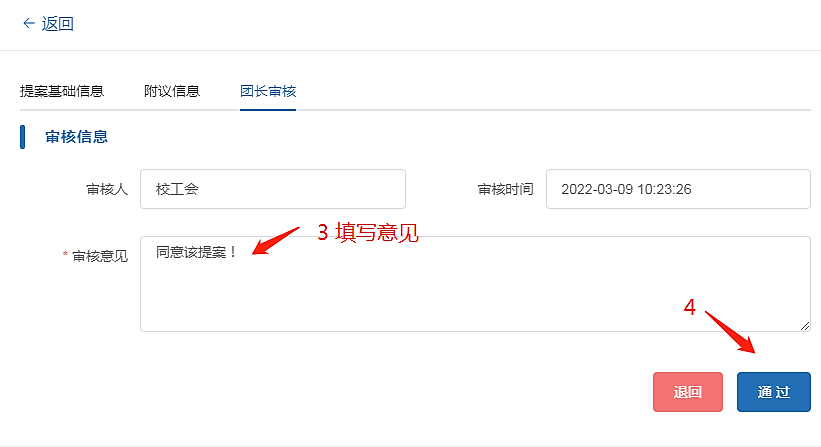 ← 返回
提案基础信息 附议信息 团长审核
审核信息
审核人 校工会 审核时间 2022-03-09 10:23:26
3 填写意见
* 审核意见 同意该提案！
4
退回 通 过